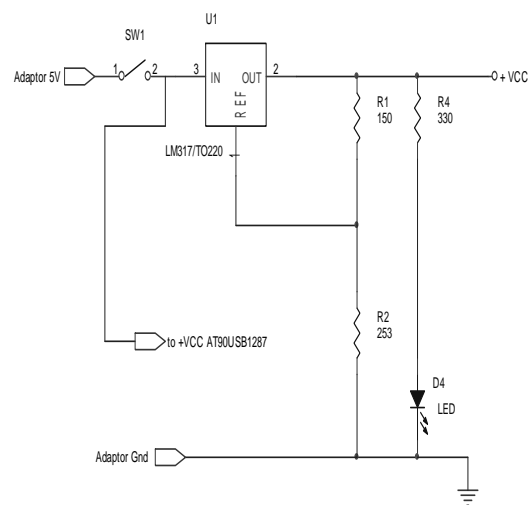 U1
SW1
Adaptor 5V
1
2
3
IN
OUT
2
+ VCC
REF
R1
150
R4
330
LM317/TO220
R2
253
to +VCC AT90USB1287
D4
LED
Adaptor Gnd